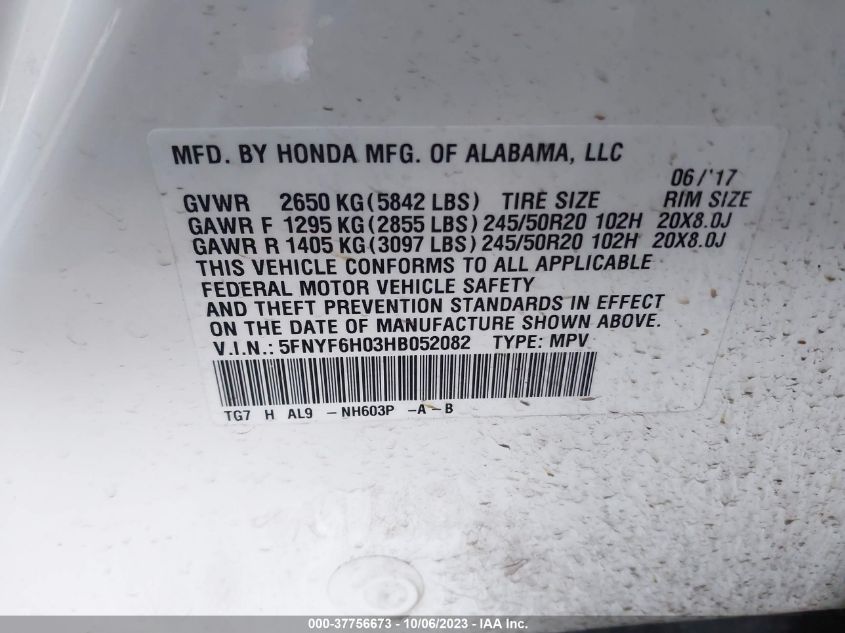 MFD. BY HONDA MFG. OF ALABAMA, LLC
06/'17
GVWR 2650 KG(5842 LBS) TIRE SIZE RIM SIZE
GAWR F 1295 KG(2855 LBS) 245/50R20 102H 20X8.0J
GAWR R 1405 KG(3097 LBS) 245/50R20 102H 20X8.0J
THIS VEHICLE CONFORMS TO ALL APPLICABLE
FEDERAL MOTOR VEHICLE SAFETY
AND THEFT PREVENTION STANDARDS IN EFFECT
ON THE DATE OF MANUFACTURE SHOWN ABOVE.
V.I.N.: 5FNYF6H03HB052082 TYPE: MPV
TG7 H AL9 -NH603P -A-B
000-37756673 - 10/06/2023 - IAA Inc.